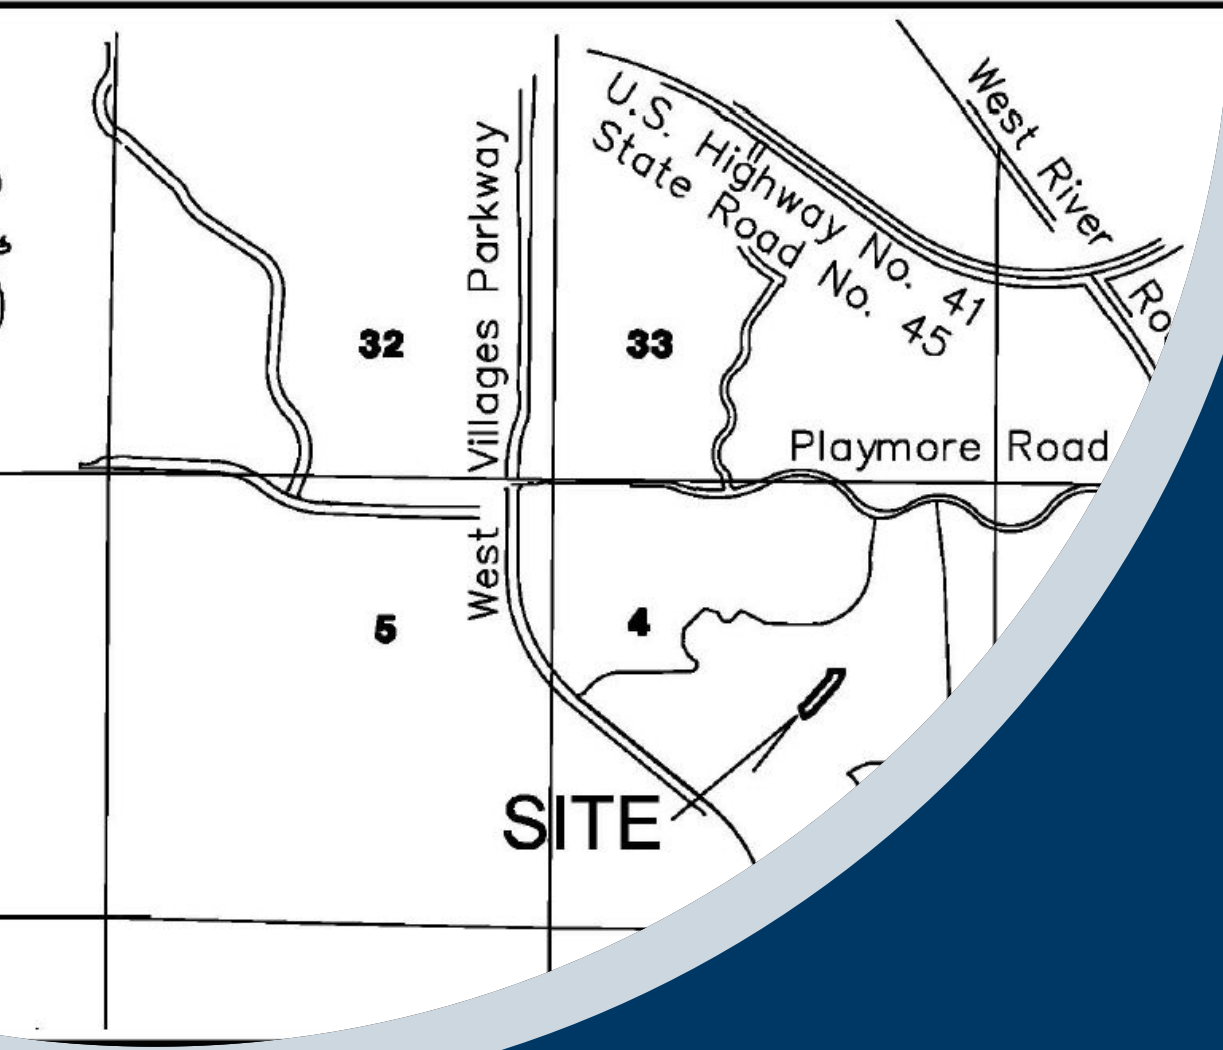 U.S. Highway No. 41
State Road No. 45
West River Ro
West Villages Parkway
32
33
Playmore Road
5
4
SITE